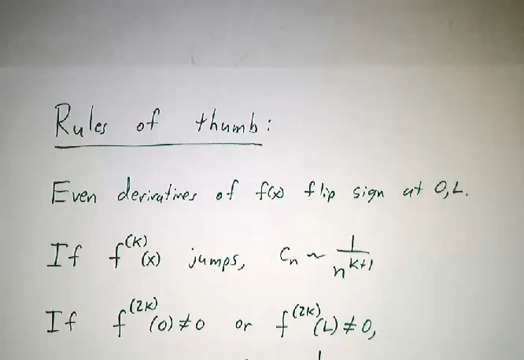 Rules of thumb:
Even derivatives of f(x) flip sign at 0, L.
If f^(k)(x) jumps, Cn ~ 1/n^(k+1)
If f^(2k)(0) ≠ 0 or f^(2k)(L) ≠ 0,